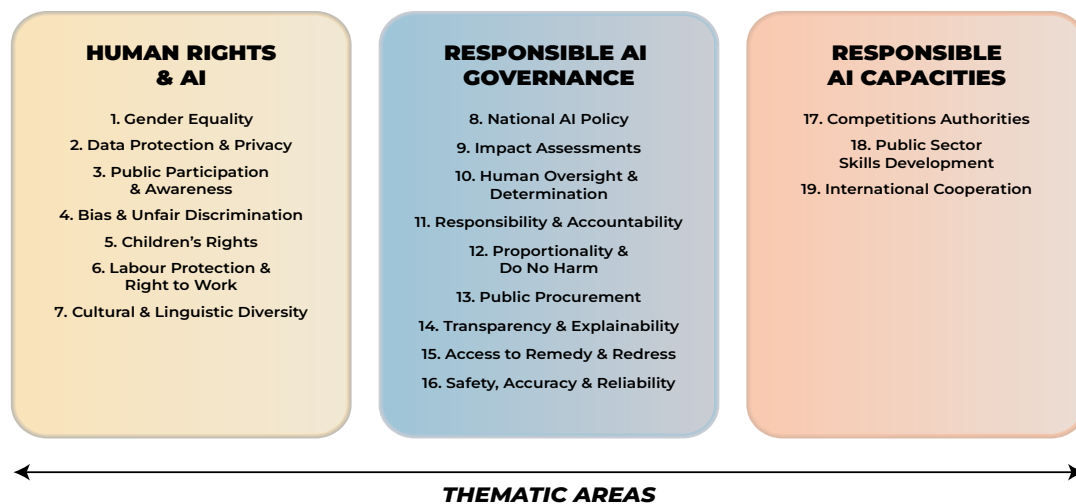 HUMAN RIGHTS
& AI
1. Gender Equality
2. Data Protection & Privacy
3. Public Participation
& Awareness
4. Bias & Unfair Discrimination
5. Children’s Rights
6. Labour Protection &
Right to Work
7. Cultural & Linguistic Diversity
RESPONSIBLE AI
GOVERNANCE
8. National AI Policy
9. Impact Assessments
10. Human Oversight &
Determination
11. Responsibility & Accountability
12. Proportionality &
Do No Harm
13. Public Procurement
14. Transparency & Explainability
15. Access to Remedy & Redress
16. Safety, Accuracy & Reliability
RESPONSIBLE
AI CAPACITIES
17. Competitions Authorities
18. Public Sector
Skills Development
19. International Cooperation
THEMATIC AREAS